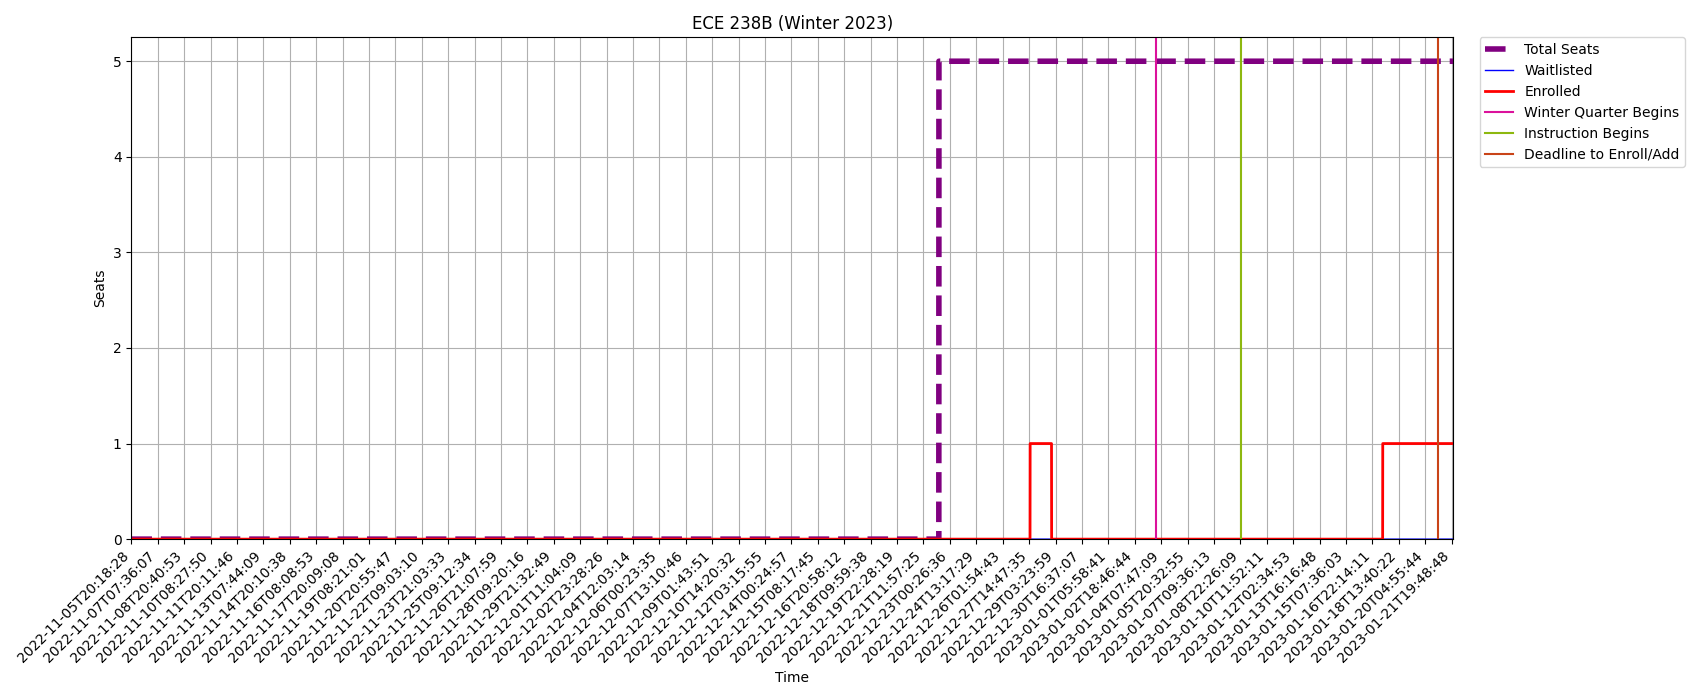 ECE 238B (Winter 2023)
Total Seats
Waitlisted
Enrolled
Winter Quarter Begins
Instruction Begins
Deadline to Enroll/Add
Seats
5
4
3
2
1
0
2022-11-05T20:18:28
2022-11-07T07:36:07
2022-11-08T20:40:53
2022-11-10T08:27:50
2022-11-11T20:11:46
2022-11-13T07:44:09
2022-11-14T20:10:38
2022-11-16T08:08:53
2022-11-17T20:09:08
2022-11-19T08:21:01
2022-11-20T20:55:47
2022-11-22T09:03:10
2022-11-23T21:03:33
2022-11-25T09:12:34
2022-11-26T21:07:59
2022-11-28T09:20:16
2022-11-29T21:32:49
2022-12-01T11:04:09
2022-12-02T23:28:26
2022-12-04T12:03:14
2022-12-06T00:23:35
2022-12-07T13:10:46
2022-12-09T01:43:51
2022-12-10T14:20:32
2022-12-12T03:15:55
2022-12-14T00:24:57
2022-12-15T08:17:45
2022-12-16T20:58:12
2022-12-18T09:59:38
2022-12-19T22:28:19
2022-12-21T11:57:25
2022-12-23T00:26:36
2022-12-24T13:17:29
2022-12-26T01:54:43
2022-12-27T14:47:35
2022-12-29T03:23:59
2022-12-30T16:37:07
2023-01-01T05:58:41
2023-01-02T18:46:44
2023-01-04T07:47:09
2023-01-05T20:32:55
2023-01-07T09:36:13
2023-01-08T22:26:09
2023-01-10T11:52:11
2023-01-12T02:34:53
2023-01-13T16:16:48
2023-01-15T07:36:03
2023-01-16T22:14:11
2023-01-18T13:40:22
2023-01-20T04:55:44
2023-01-21T19:48:48
Time